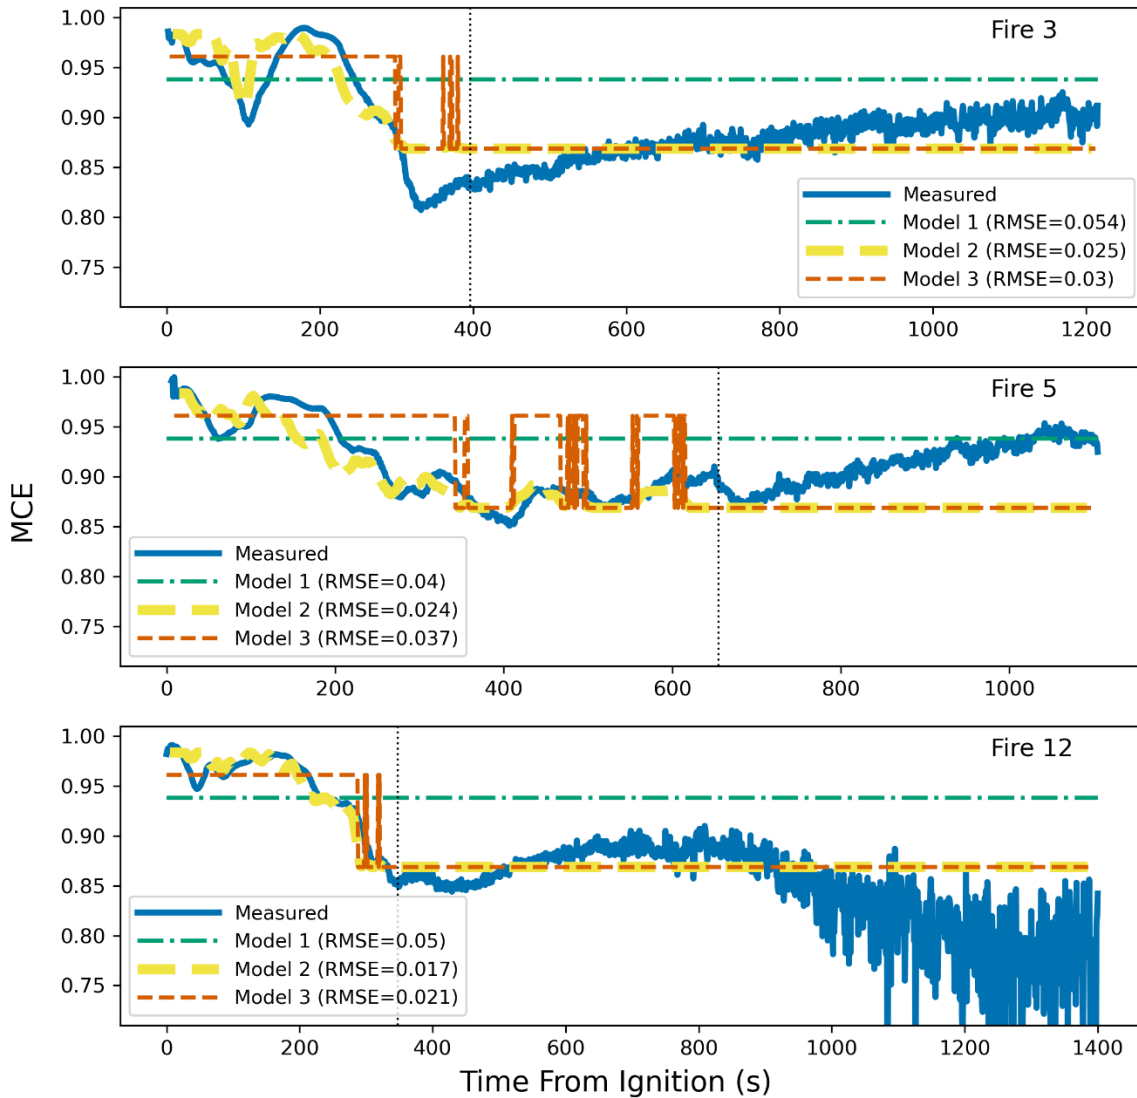 Fire 3
1.00
0.95
0.90
0.85
0.80
0.75
Measured
Model 1 (RMSE=0.054)
Model 2 (RMSE=0.025)
Model 3 (RMSE=0.03)
0 200 400 600 800 1000 1200
Fire 5
1.00
0.95
0.90
0.85
0.80
0.75
MCE
Measured
Model 1 (RMSE=0.04)
Model 2 (RMSE=0.024)
Model 3 (RMSE=0.037)
0 200 400 600 800 1000
Fire 12
1.00
0.95
0.90
0.85
0.80
0.75
Measured
Model 1 (RMSE=0.05)
Model 2 (RMSE=0.017)
Model 3 (RMSE=0.021)
0 200 400 600 800 1000 1200 1400
Time From Ignition (s)